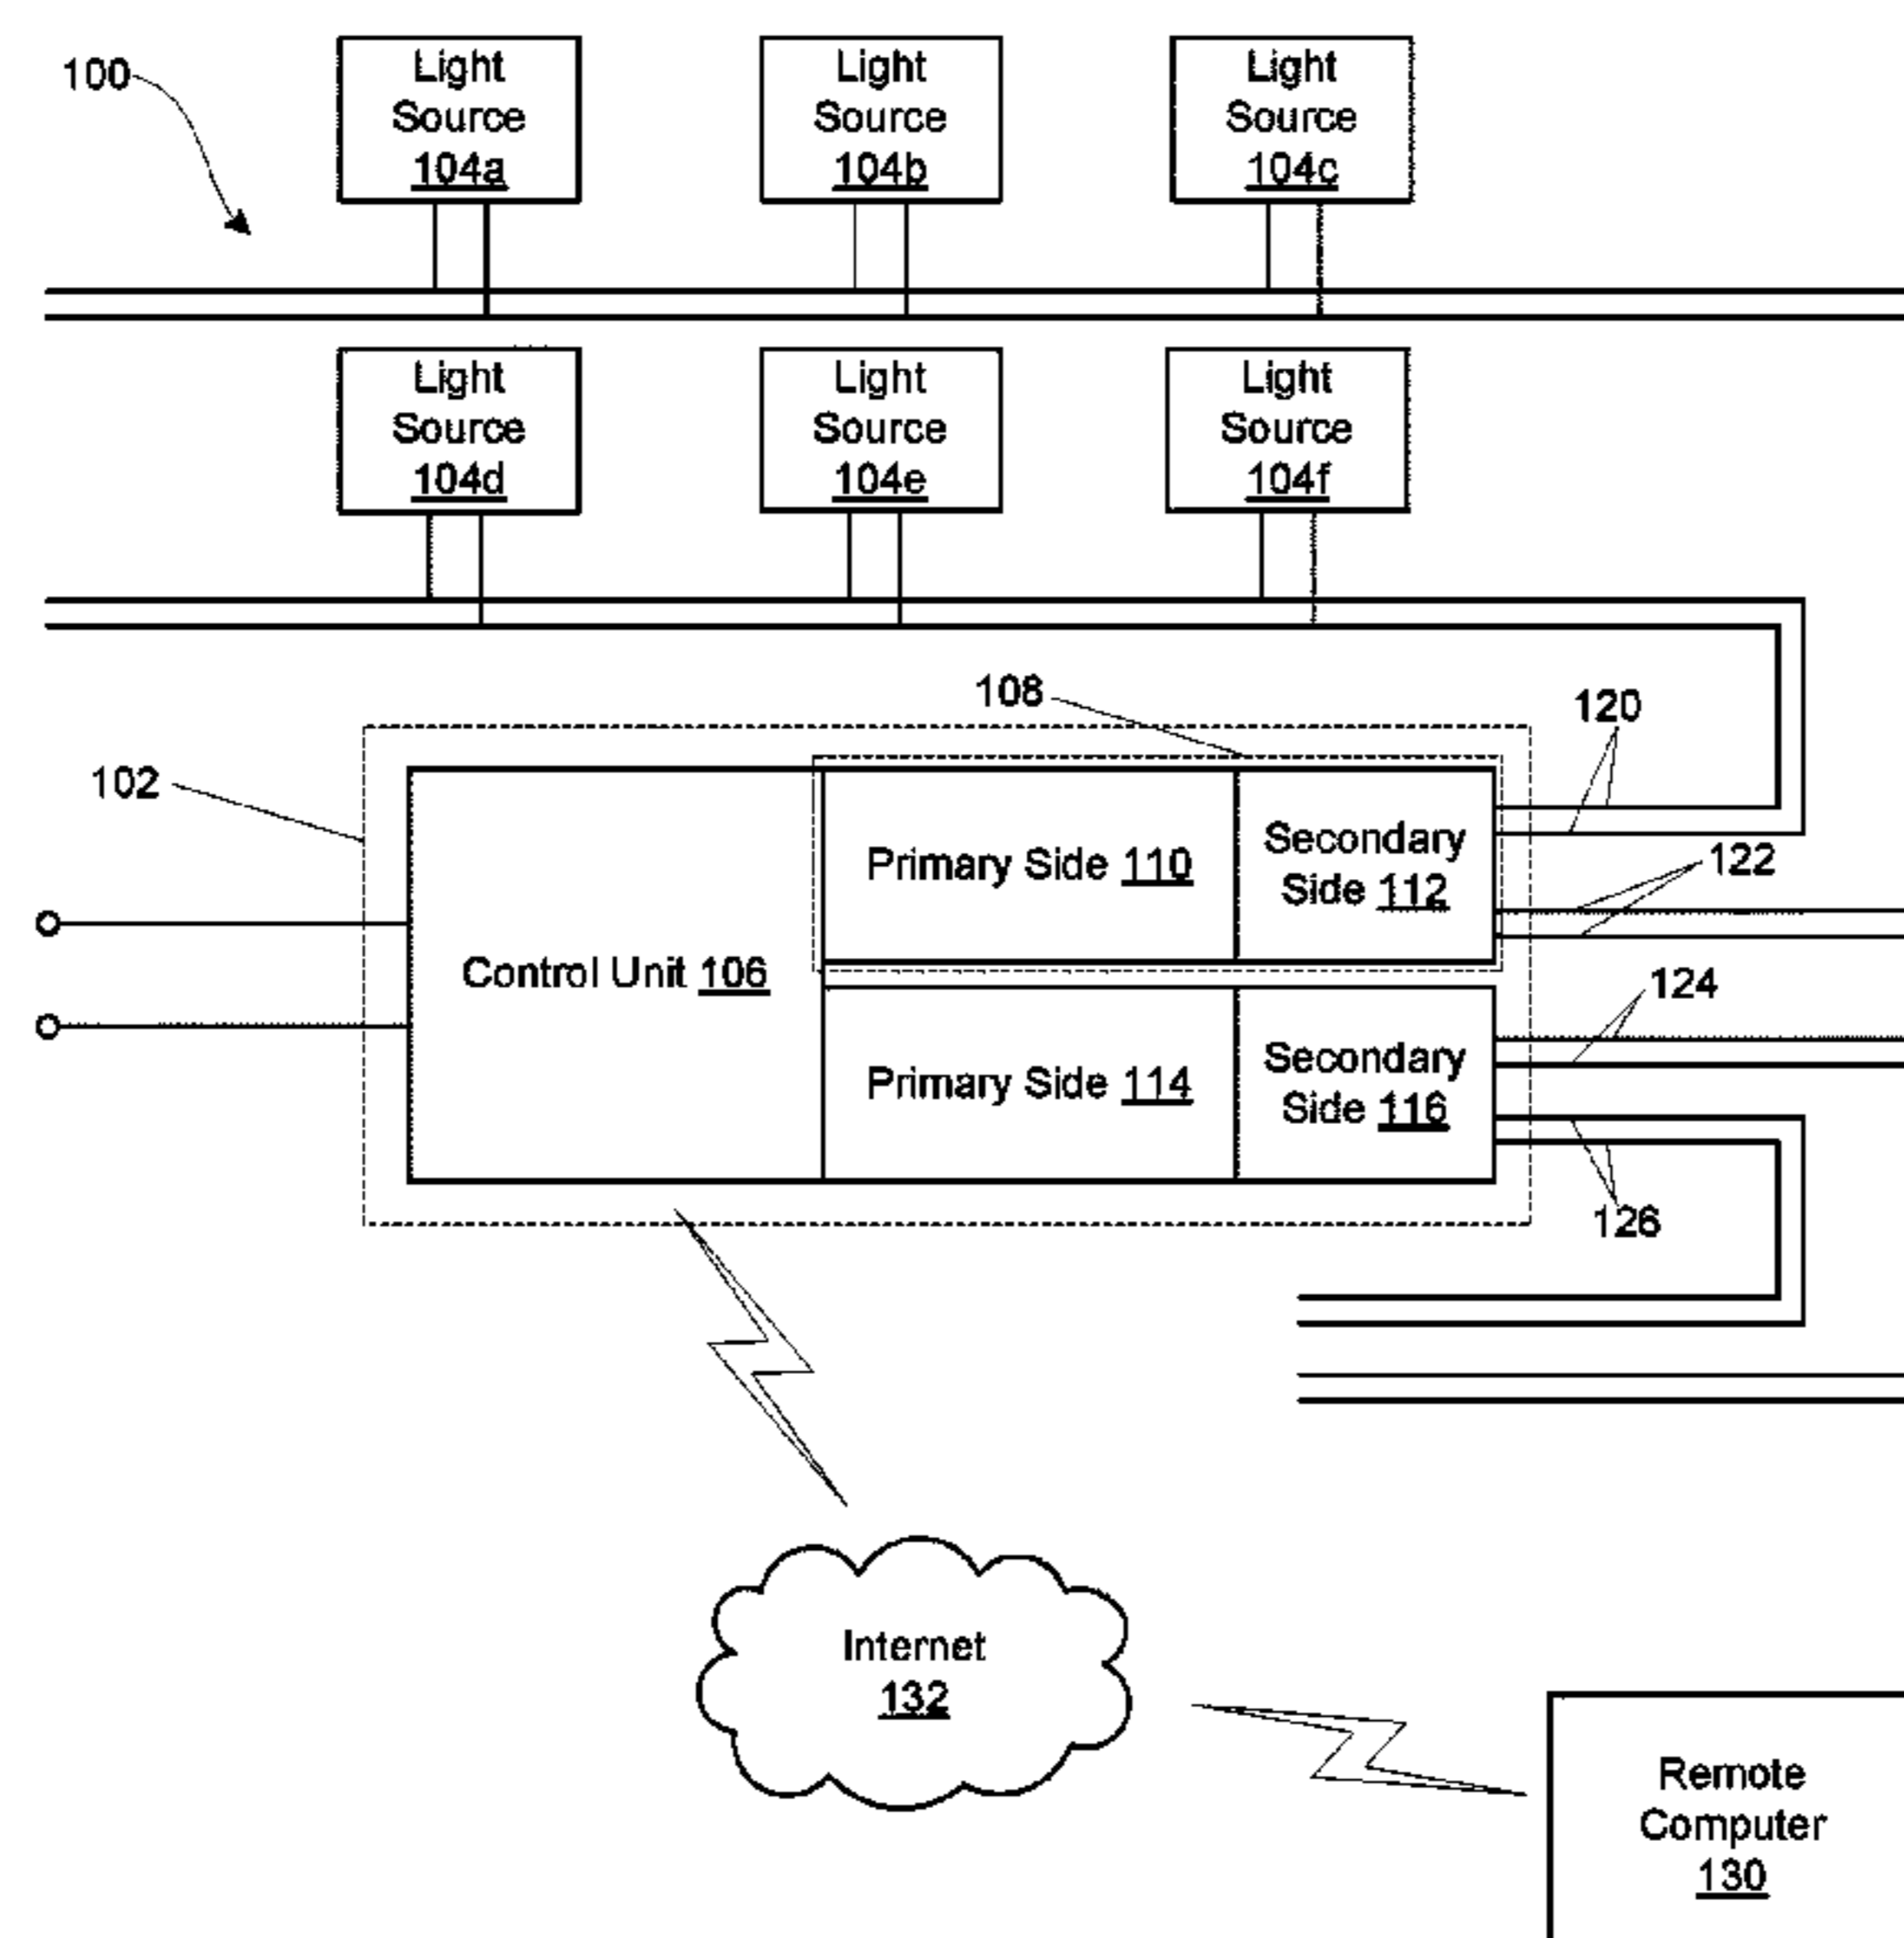 100
Light
Source
104a
Light
Source
104b
Light
Source
104c
Light
Source
104d
Light
Source
104e
Light
Source
104f
108
120
102
Primary Side 110
Secondary
Side 112
122
Control Unit 106
124
Primary Side 114
Secondary
Side 116
126
Internet
132
Remote
Computer
130